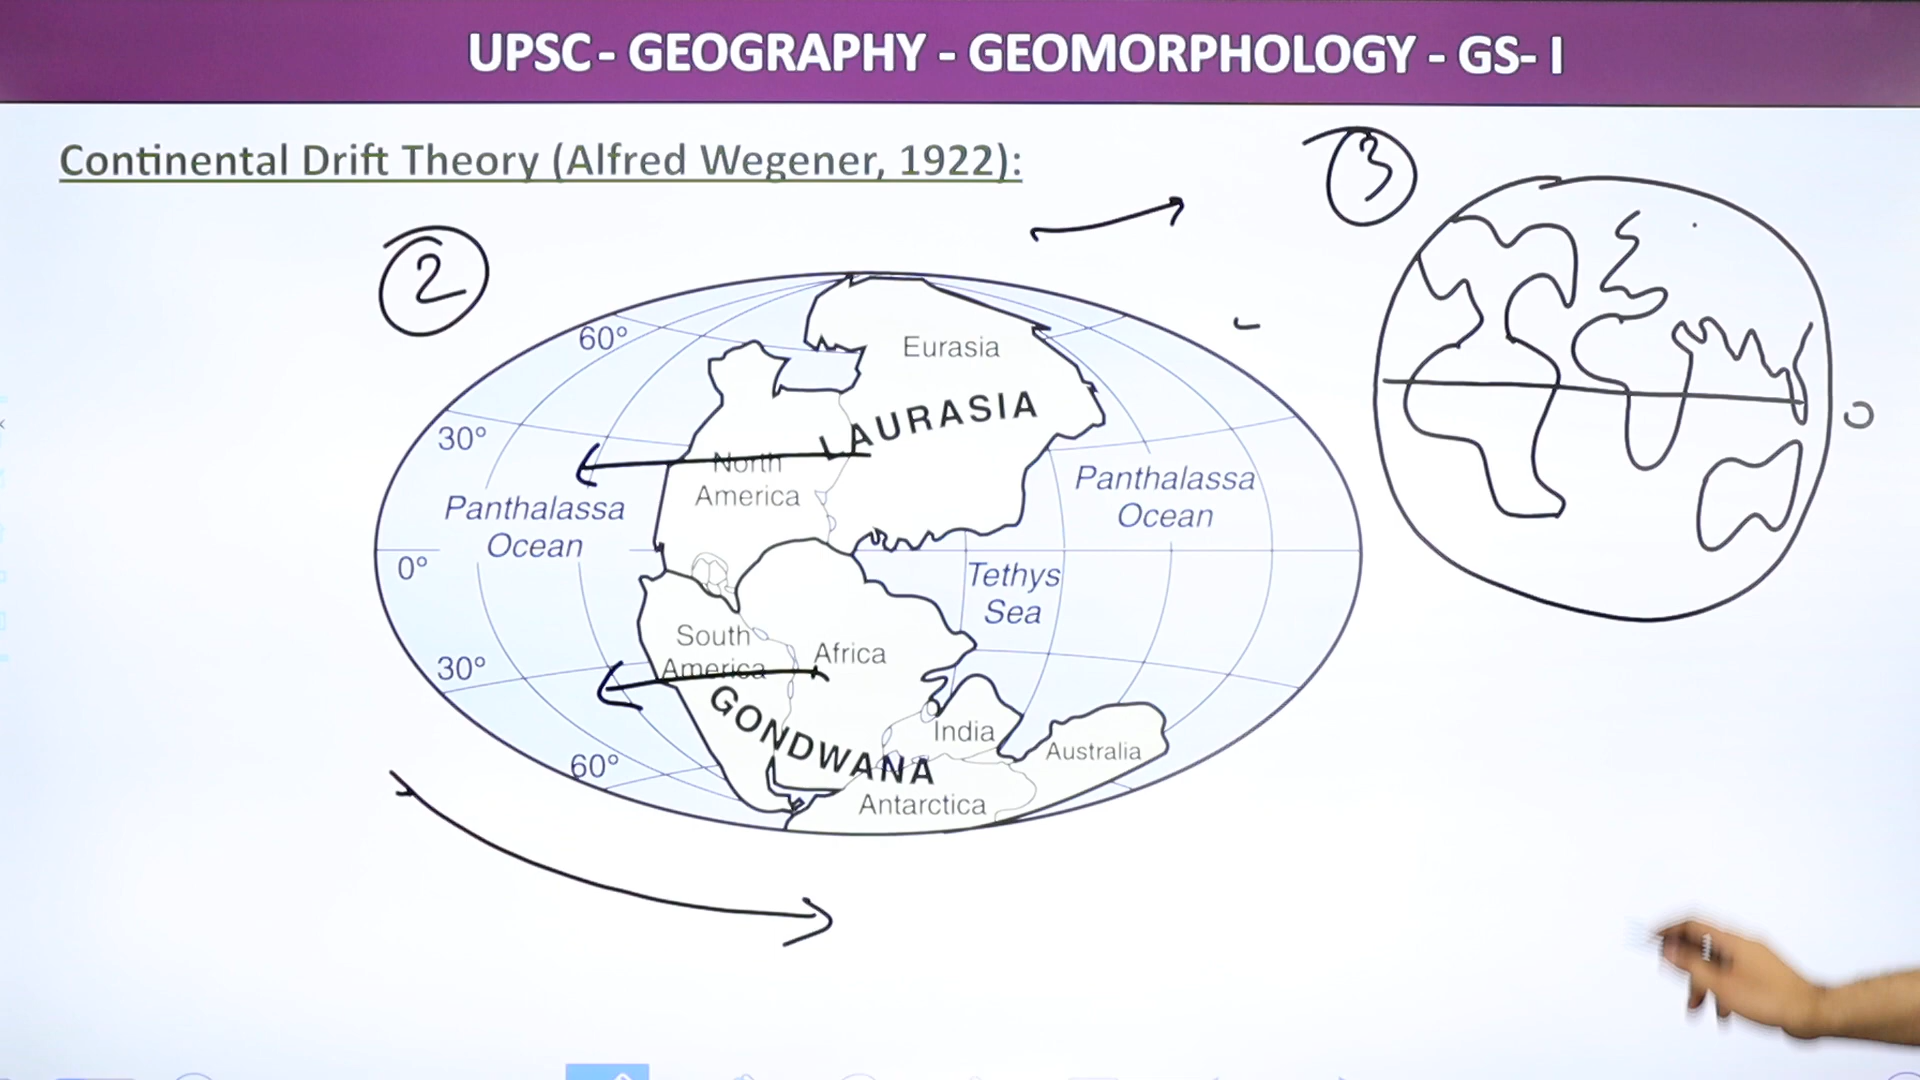 UPSC - GEOGRAPHY - GEOMORPHOLOGY - GS- I
Continental Drift Theory (Alfred Wegener, 1922):
3
2
60°
Eurasia
LAURASIA
30°
North
America
Panthalassa
Ocean
Panthalassa
Ocean
0°
Tethys
Sea
South
America
Africa
30°
GONDWANA
India
Australia
60°
Antarctica
0